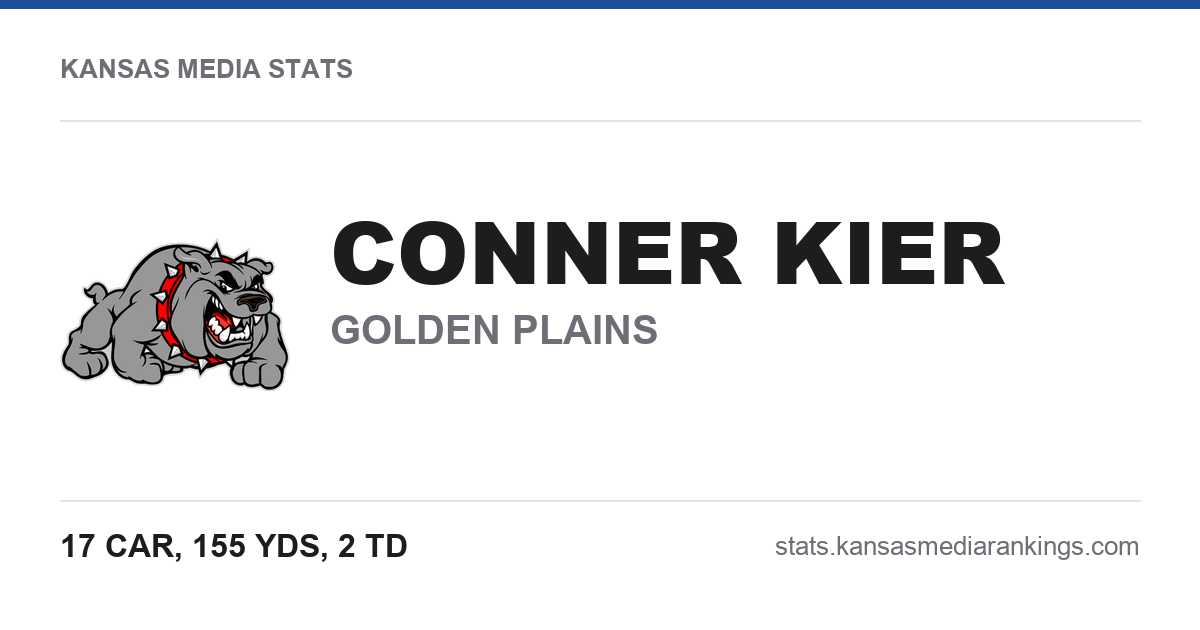 KANSAS MEDIA STATS
CONNER KIER
GOLDEN PLAINS
17 CAR, 155 YDS, 2 TD
stats.kansasmediarankings.com